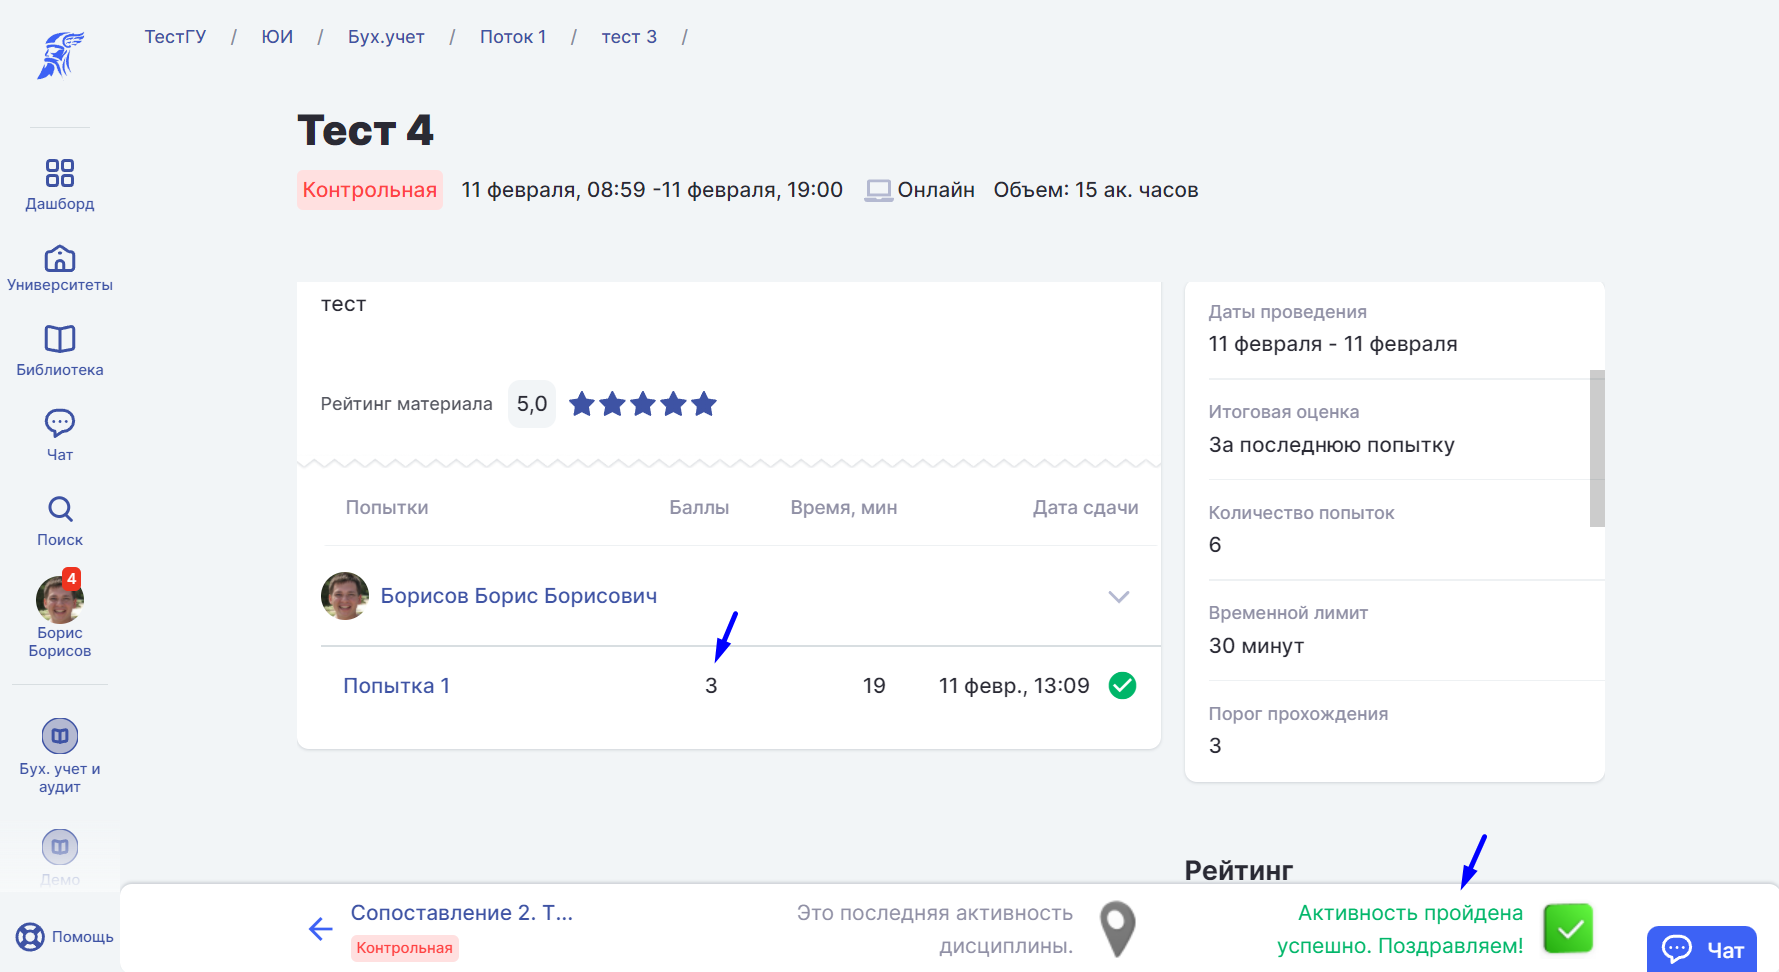 ТестГУ / ЮИ / Бух.учет / Поток 1 / тест 3 /
Тест 4
Контрольная 11 февраля, 08:59 -11 февраля, 19:00 Онлайн Объем: 15 ак. часов
Дашборд
Университеты
Библиотека
Чат
Поиск
4
Борис
Борисов
Бух. учет и
аудит
Демо
Помощь
тест
Рейтинг материала 5,0
Попытки Баллы Время, мин Дата сдачи
Борисов Борис Борисович
Попытка 1 3 19 11 февр., 13:09
Даты проведения
11 февраля - 11 февраля
Итоговая оценка
За последнюю попытку
Количество попыток
6
Временной лимит
30 минут
Порог прохождения
3
Рейтинг
Сопоставление 2. Т...
Контрольная
Это последняя активность
дисциплины.
Активность пройдена
успешно. Поздравляем!
Чат